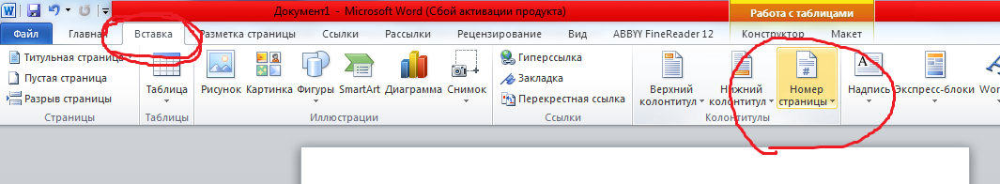 Документ1 - Microsoft Word (Сбой активации продукта)
Работа с таблицами
Файл Главная Вставка Разметка страницы Ссылки Рассылки Рецензирование Вид ABBYY FineReader 12 Конструктор Макет
Титульная страница
Пустая страница
Разрыв страницы
Страницы
Таблица
Таблицы
Рисунок Картинка Фигуры SmartArt Диаграмма Снимок
Иллюстрации
Гиперссылка
Закладка
Перекрестная ссылка
Ссылки
Верхний колонтитул
Нижний колонтитул
Номер страницы
Колонтитулы
Надпись Экспресс-блоки Wor